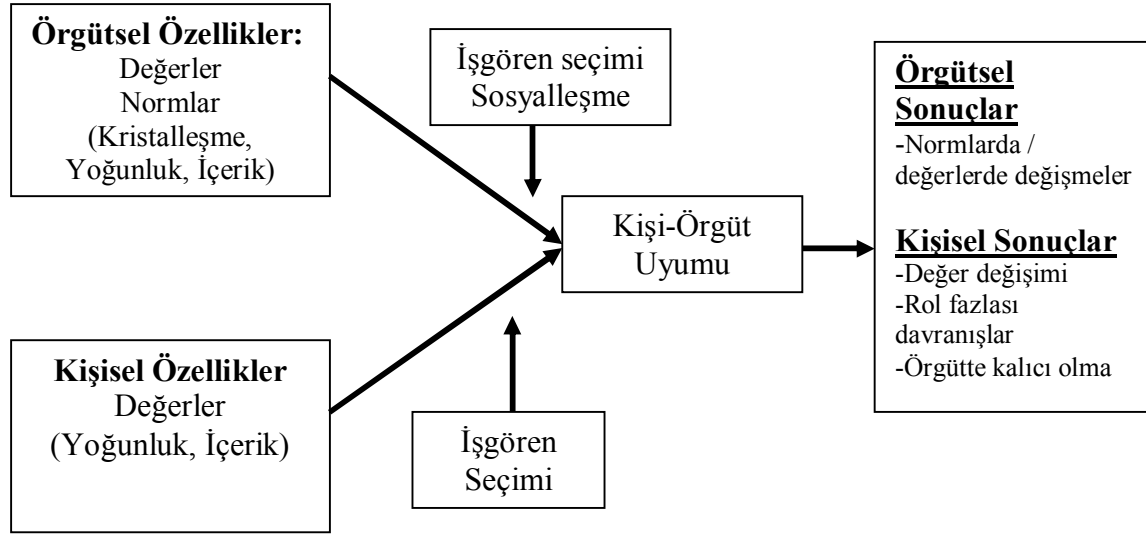 Örgütsel Özellikler:
Değerler
Normlar
(Kristalleşme,
Yoğunluk, İçerik)
İşgören seçimi
Sosyalleşme
Kişi-Örgüt
Uyumu
Kişisel Özellikler
Değerler
(Yoğunluk, İçerik)
İşgören
Seçimi
Örgütsel
Sonuçlar
-Normlarda /
değerlerde değişmeler
Kişisel Sonuçlar
-Değer değişimi
-Rol fazlası
davranışlar
-Örgütte kalıcı olma